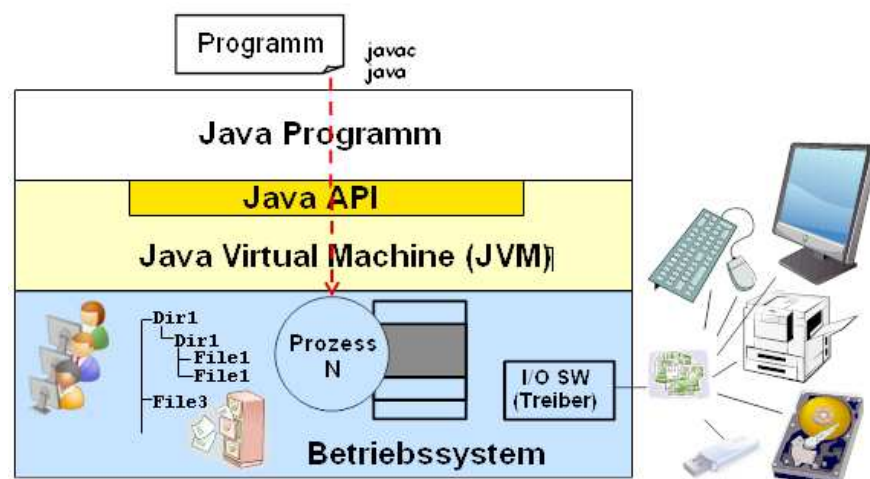 Programm
javac
java
Java Programm
Java API
Java Virtual Machine (JVM)
Dir1
Dir1
File1
File1
File3
Prozess
N
I/O SW
(Treiber)
Betriebssystem